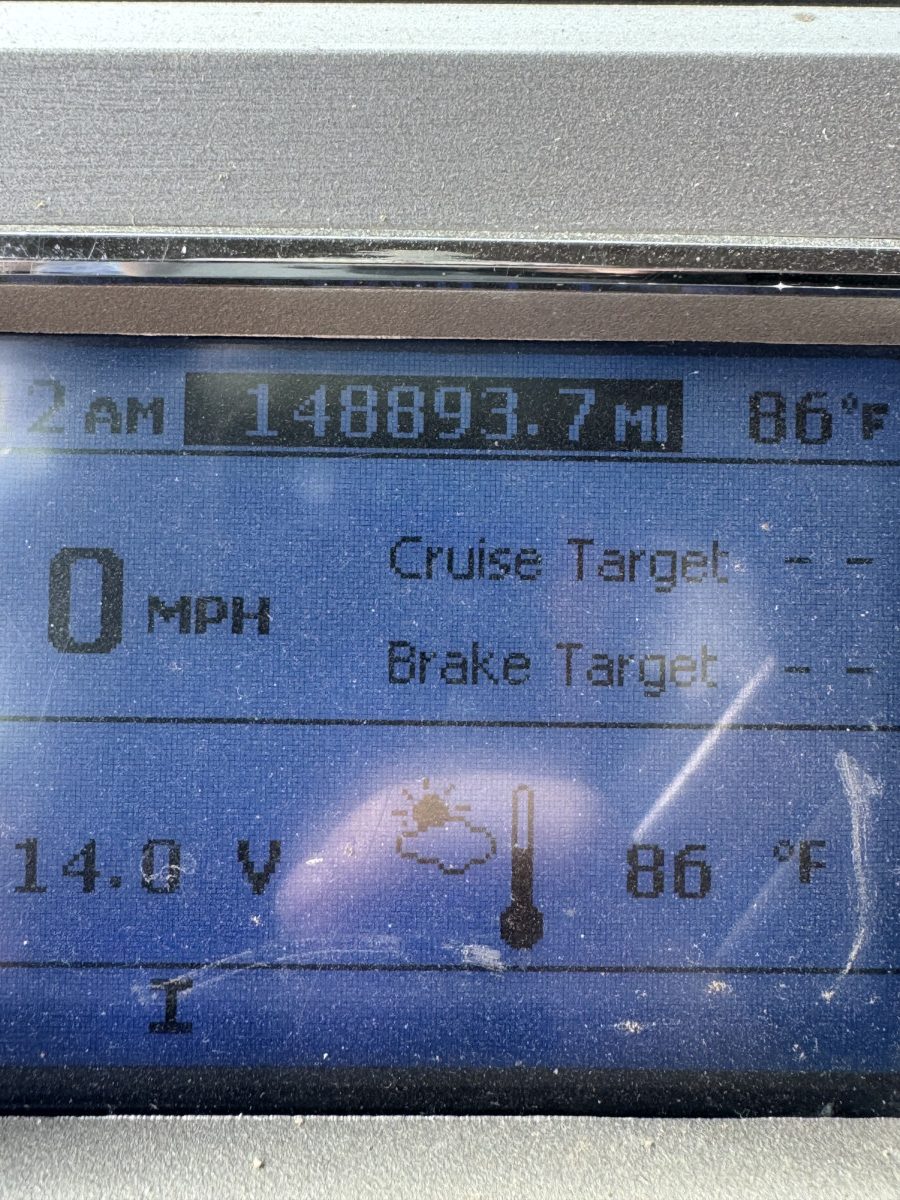 2 AM 148893.7 MI 86°F
0 MPH Cruise Target - -
Brake Target - -
14.0 V 86 °F
I